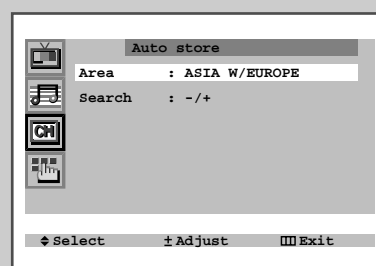 Auto store
Area : ASIA W/EUROPE
Search : -/+
CH
Select ± Adjust Exit